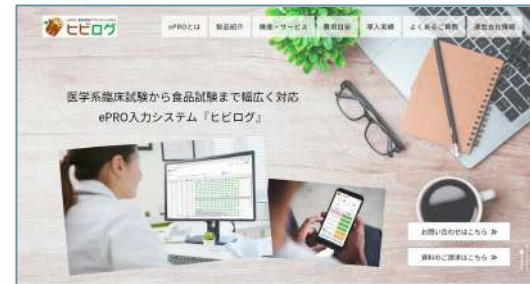 ヒビログ
ePROとは 製品紹介 機能・サービス 費用目安 導入実績 よくあるご質問 運営会社情報
医学系臨床試験から食品試験まで幅広く対応
ePRO入力システム『ヒビログ』
お問い合わせはこちら »
資料のご請求はこちら »